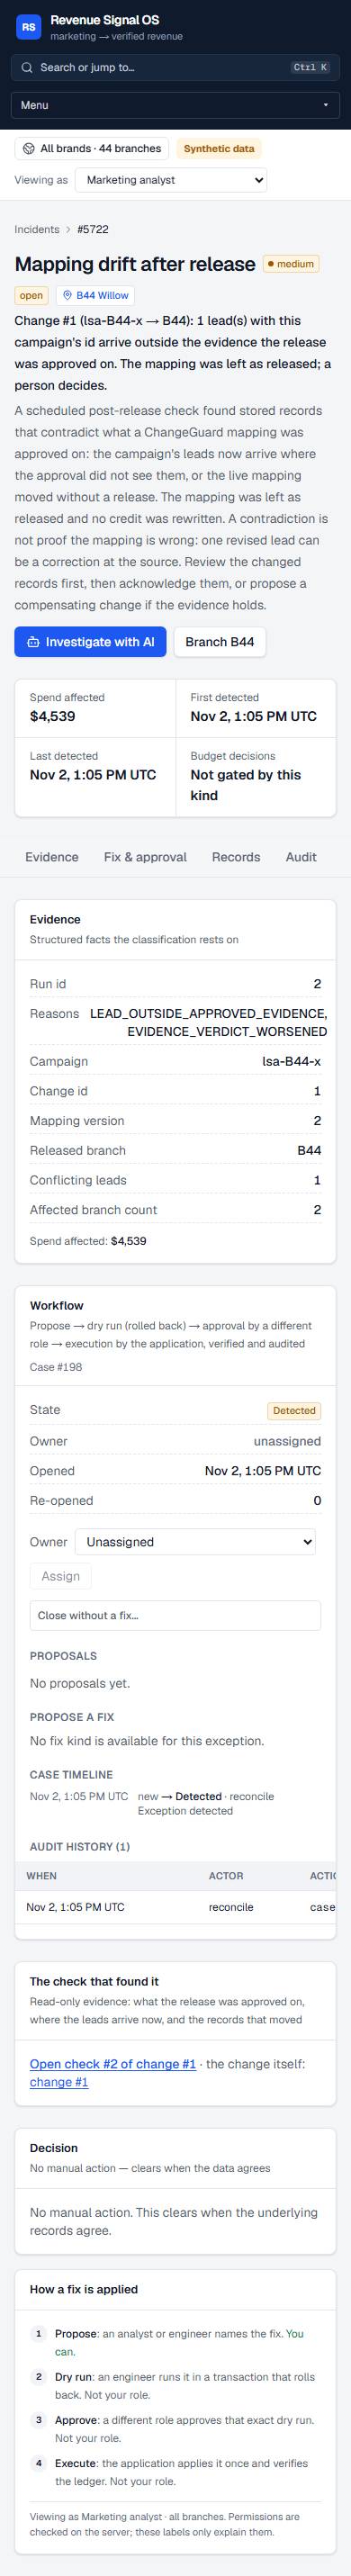 RS
Revenue Signal OS
marketing → verified revenue
Search or jump to...
Ctrl K
Menu
All brands · 44 branches
Synthetic data
Viewing as
Marketing analyst
Incidents > #5722
Mapping drift after release
medium
open
B44 Willow
Change #1 (lsa-B44-x → B44): 1 lead(s) with this
campaign's id arrive outside the evidence the release
was approved on. The mapping was left as released; a
person decides.
A scheduled post-release check found stored records
that contradict what a ChangeGuard mapping was
approved on: the campaign's leads now arrive where
the approval did not see them, or the live mapping
moved without a release. The mapping was left as
released and no credit was rewritten. A contradiction is
not proof the mapping is wrong: one revised lead can
be a correction at the source. Review the changed
records first, then acknowledge them, or propose a
compensating change if the evidence holds.
Investigate with AI
Branch B44
Spend affected
$4,539
First detected
Nov 2, 1:05 PM UTC
Last detected
Nov 2, 1:05 PM UTC
Budget decisions
Not gated by this
kind
Evidence
Fix & approval
Records
Audit
Evidence
Structured facts the classification rests on
Run id 2
Reasons LEAD_OUTSIDE_APPROVED_EVIDENCE,
EVIDENCE_VERDICT_WORSENED
Campaign lsa-B44-x
Change id 1
Mapping version 2
Released branch B44
Conflicting leads 1
Affected branch count 2
Spend affected: $4,539
Workflow
Propose → dry run (rolled back) → approval by a different
role → execution by the application, verified and audited
Case #198
State Detected
Owner unassigned
Opened Nov 2, 1:05 PM UTC
Re-opened 0
Owner Unassigned
Assign
Close without a fix...
PROPOSALS
No proposals yet.
PROPOSE A FIX
No fix kind is available for this exception.
CASE TIMELINE
Nov 2, 1:05 PM UTC new → Detected · reconcile
Exception detected
AUDIT HISTORY (1)
WHEN ACTOR ACTIO
Nov 2, 1:05 PM UTC reconcile case
The check that found it
Read-only evidence: what the release was approved on,
where the leads arrive now, and the records that moved
Open check #2 of change #1 · the change itself:
change #1
Decision
No manual action — clears when the data agrees
No manual action. This clears when the underlying
records agree.
How a fix is applied
1 Propose: an analyst or engineer names the fix. You
can.
2 Dry run: an engineer runs it in a transaction that rolls
back. Not your role.
3 Approve: a different role approves that exact dry run.
Not your role.
4 Execute: the application applies it once and verifies
the ledger. Not your role.
Viewing as Marketing analyst · all branches. Permissions are
checked on the server; these labels only explain them.